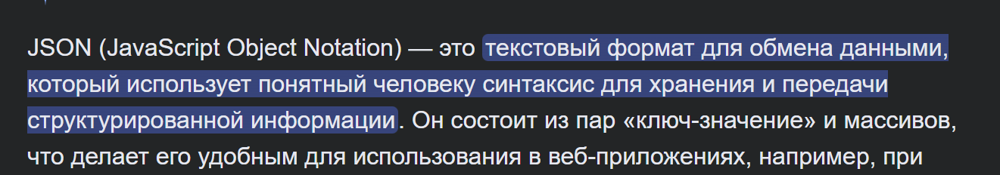 JSON (JavaScript Object Notation) — это текстовый формат для обмена данными,
который использует понятный человеку синтаксис для хранения и передачи
структурированной информации. Он состоит из пар «ключ-значение» и массивов,
что делает его удобным для использования в веб-приложениях, например, при